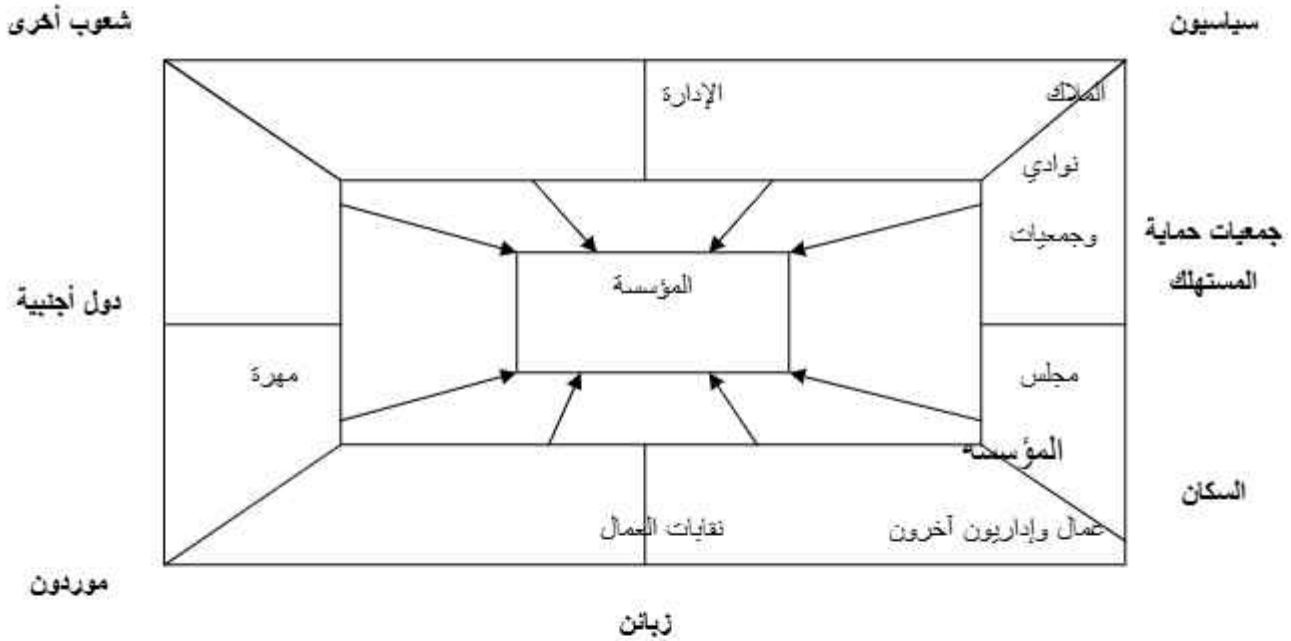 سياسيون
شعوب أخرى
الملاك
الإدارة
نوادي
وجمعيات
جمعيات حماية
المستهلك
المؤسسة
دول أجنبية
مجلس
المؤسسة
مهرة
السكان
عمال وإداريون آخرون
نقابات العمال
موردون
زبائن